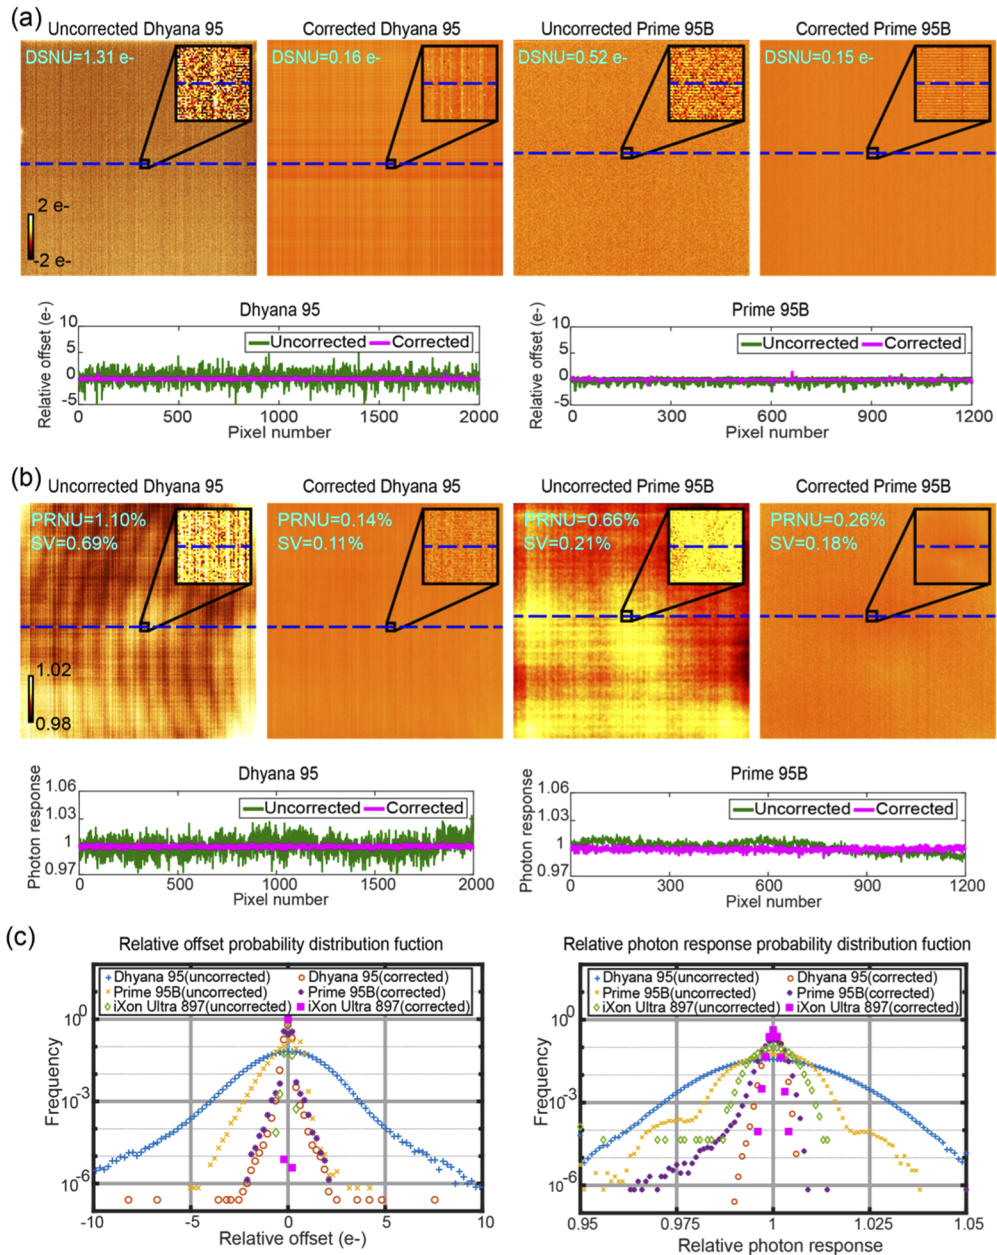 (a)
Uncorrected Dhyana 95 Corrected Dhyana 95 Uncorrected Prime 95B Corrected Prime 95B
DSNU=1.31 e- DSNU=0.16 e- DSNU=0.52 e- DSNU=0.15 e-
2 e-
-2 e-
Dhyana 95 Prime 95B
Relative offset (e-)
10
5
0
-5
Uncorrected Corrected
0 500 1000 1500 2000
Pixel number
Relative offset (e-)
10
5
0
-5
Uncorrected Corrected
0 300 600 900 1200
Pixel number
(b)
Uncorrected Dhyana 95 Corrected Dhyana 95 Uncorrected Prime 95B Corrected Prime 95B
PRNU=1.10% PRNU=0.14% PRNU=0.66% PRNU=0.26%
SV=0.69% SV=0.11% SV=0.21% SV=0.18%
1.02
0.98
Dhyana 95 Prime 95B
Photon response
1.06
1.03
1
0.97
Uncorrected Corrected
0 500 1000 1500 2000
Pixel number
Photon response
1.06
1.03
1
0.97
Uncorrected Corrected
0 300 600 900 1200
Pixel number
(c)
Relative offset probability distribution fuction
Dhyana 95(uncorrected) Dhyana 95(corrected)
Prime 95B(uncorrected) Prime 95B(corrected)
iXon Ultra 897(uncorrected) iXon Ultra 897(corrected)
Frequency
10^0
10^-3
10^-6
-10 -5 0 5 10
Relative offset (e-)
Relative photon response probability distribution fuction
Dhyana 95(uncorrected) Dhyana 95(corrected)
Prime 95B(uncorrected) Prime 95B(corrected)
iXon Ultra 897(uncorrected) iXon Ultra 897(corrected)
Frequency
10^0
10^-3
10^-6
0.95 0.975 1 1.025 1.05
Relative photon response